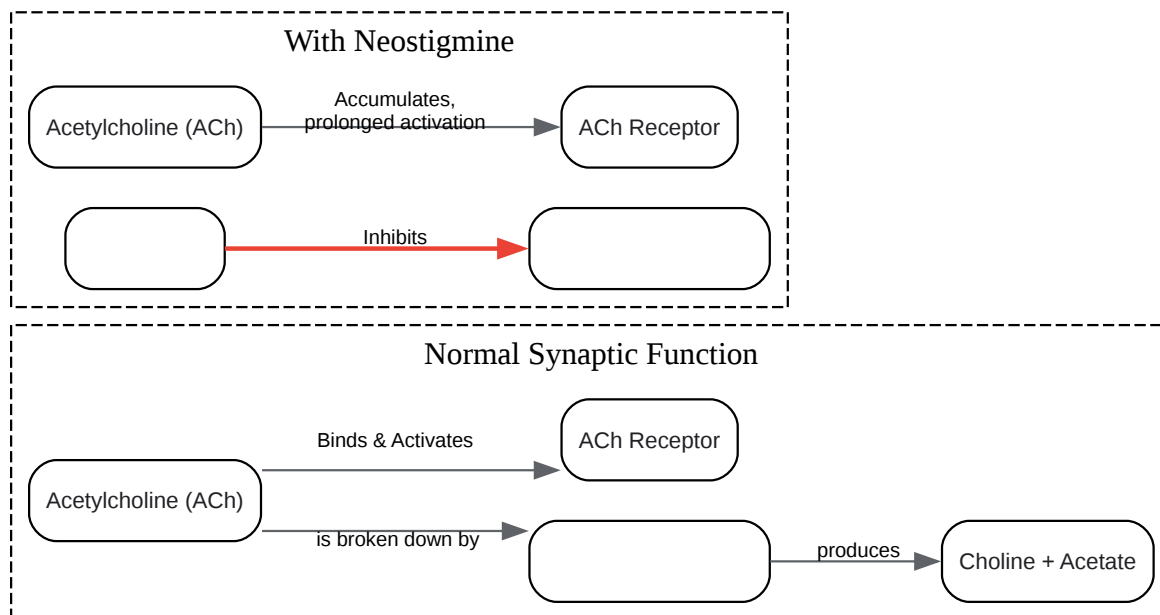 With Neostigmine
Accumulates,
prolonged activation
Acetylcholine (ACh)
ACh Receptor
Inhibits
Normal Synaptic Function
Binds & Activates
ACh Receptor
Acetylcholine (ACh)
is broken down by
produces
Choline + Acetate